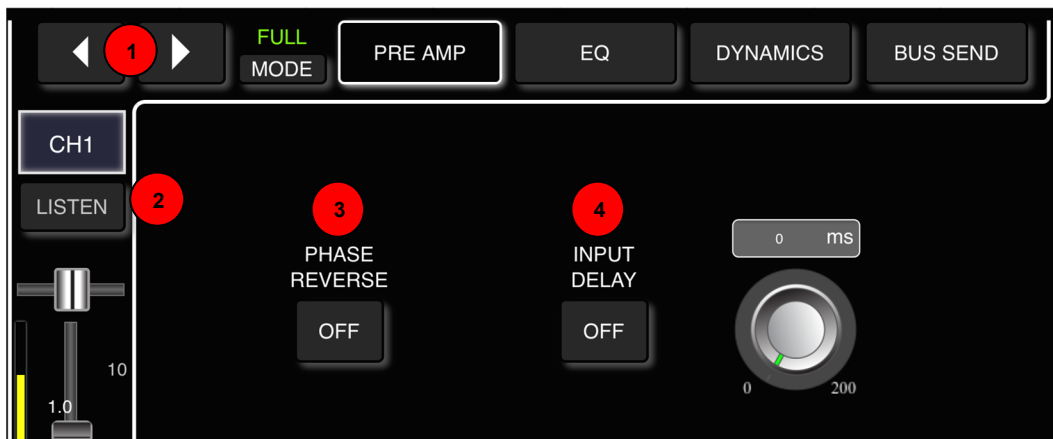 1
FULL
MODE
PRE AMP
EQ
DYNAMICS
BUS SEND
CH1
LISTEN
2
3
4
PHASE
REVERSE
INPUT
DELAY
0 ms
OFF
OFF
0
200
10
1.0